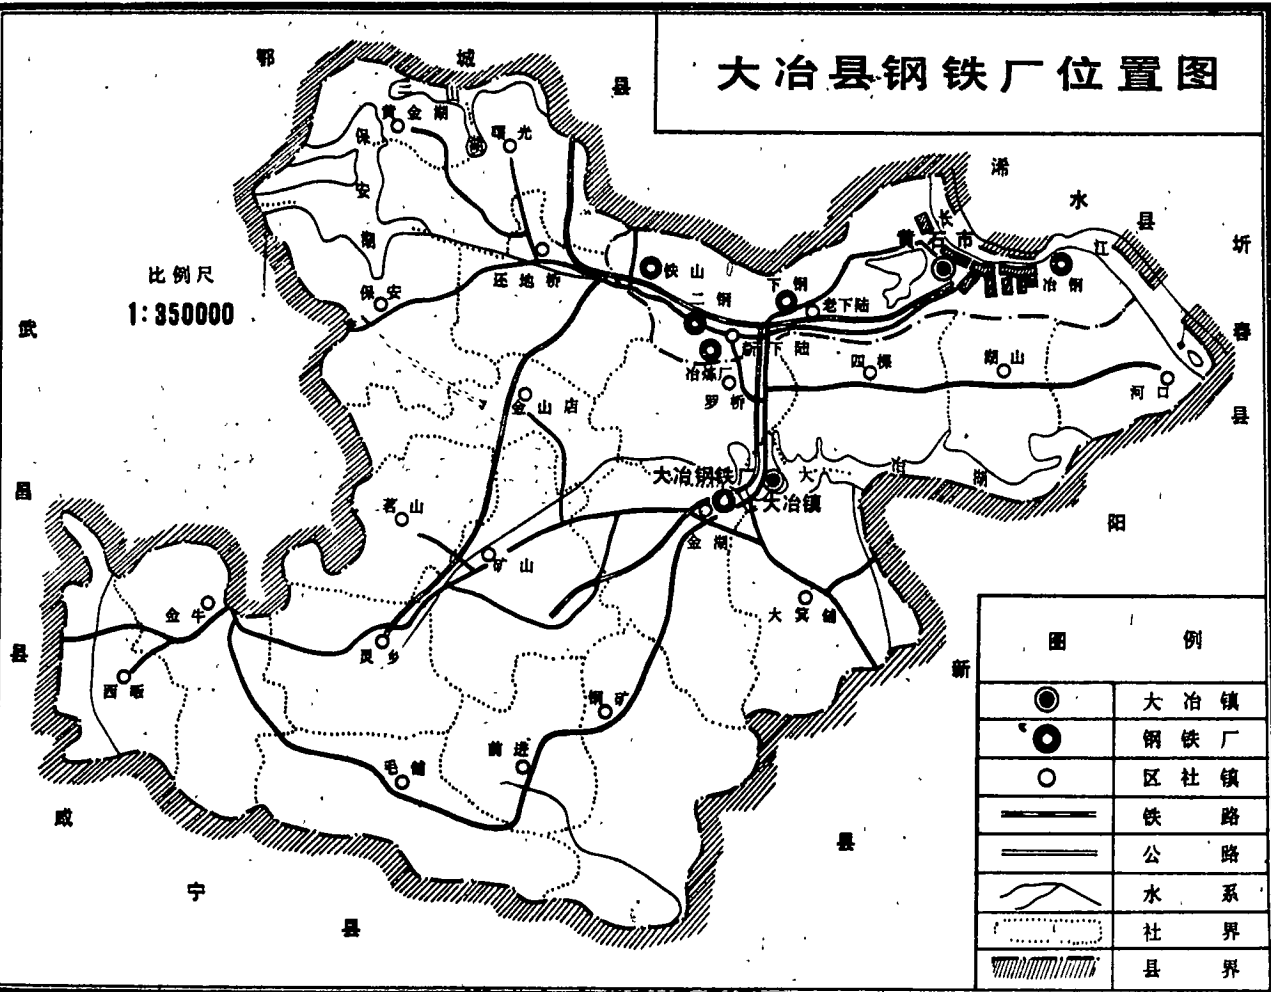 大冶县钢铁厂位置图
鄂城县
浠水县
圻春县
阳新县
武昌县
咸宁县
比例尺
1:350000
黄金湖
曙光
保安湖
保安
还地桥
铁山
二钢
下钢
老下陆
新下陆
冶炼厂
罗桥
黄石市
长江
冶钢
四棵
湖山
河口
金山店
茗山
矿山
灵乡
大冶钢铁厂
大冶镇
大冶湖
金湖
大箕铺
金牛
西畈
铜矿
前进
毛铺
图例
大冶镇
钢铁厂
区社镇
铁路
公路
水系
社界
县界